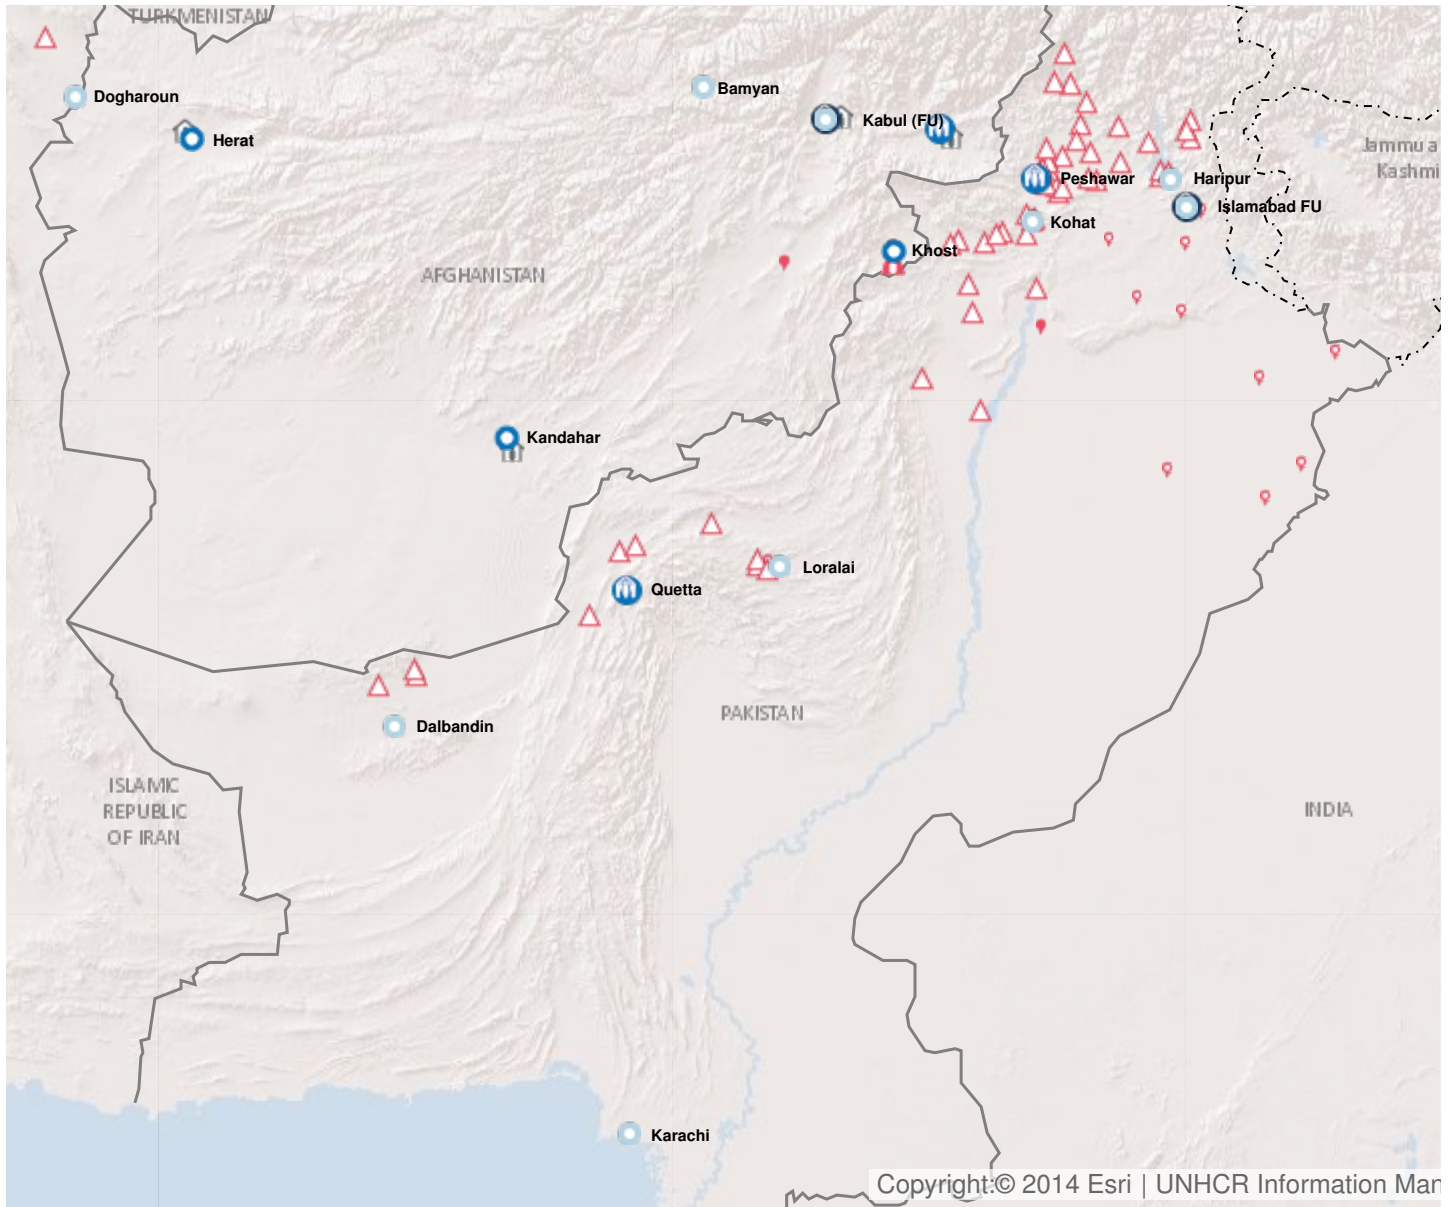 TURKMENISTAN
Bamyan
Dogharoun
Kabul (FU)
Herat
Jammu a
Kashmi
Peshawar
Haripur
Islamabad FU
Kohat
Khost
AFGHANISTAN
Kandahar
Loralai
Quetta
PAKISTAN
Dalbandin
ISLAMIC
REPUBLIC
OF IRAN
INDIA
Karachi
Copyright:© 2014 Esri | UNHCR Information Man